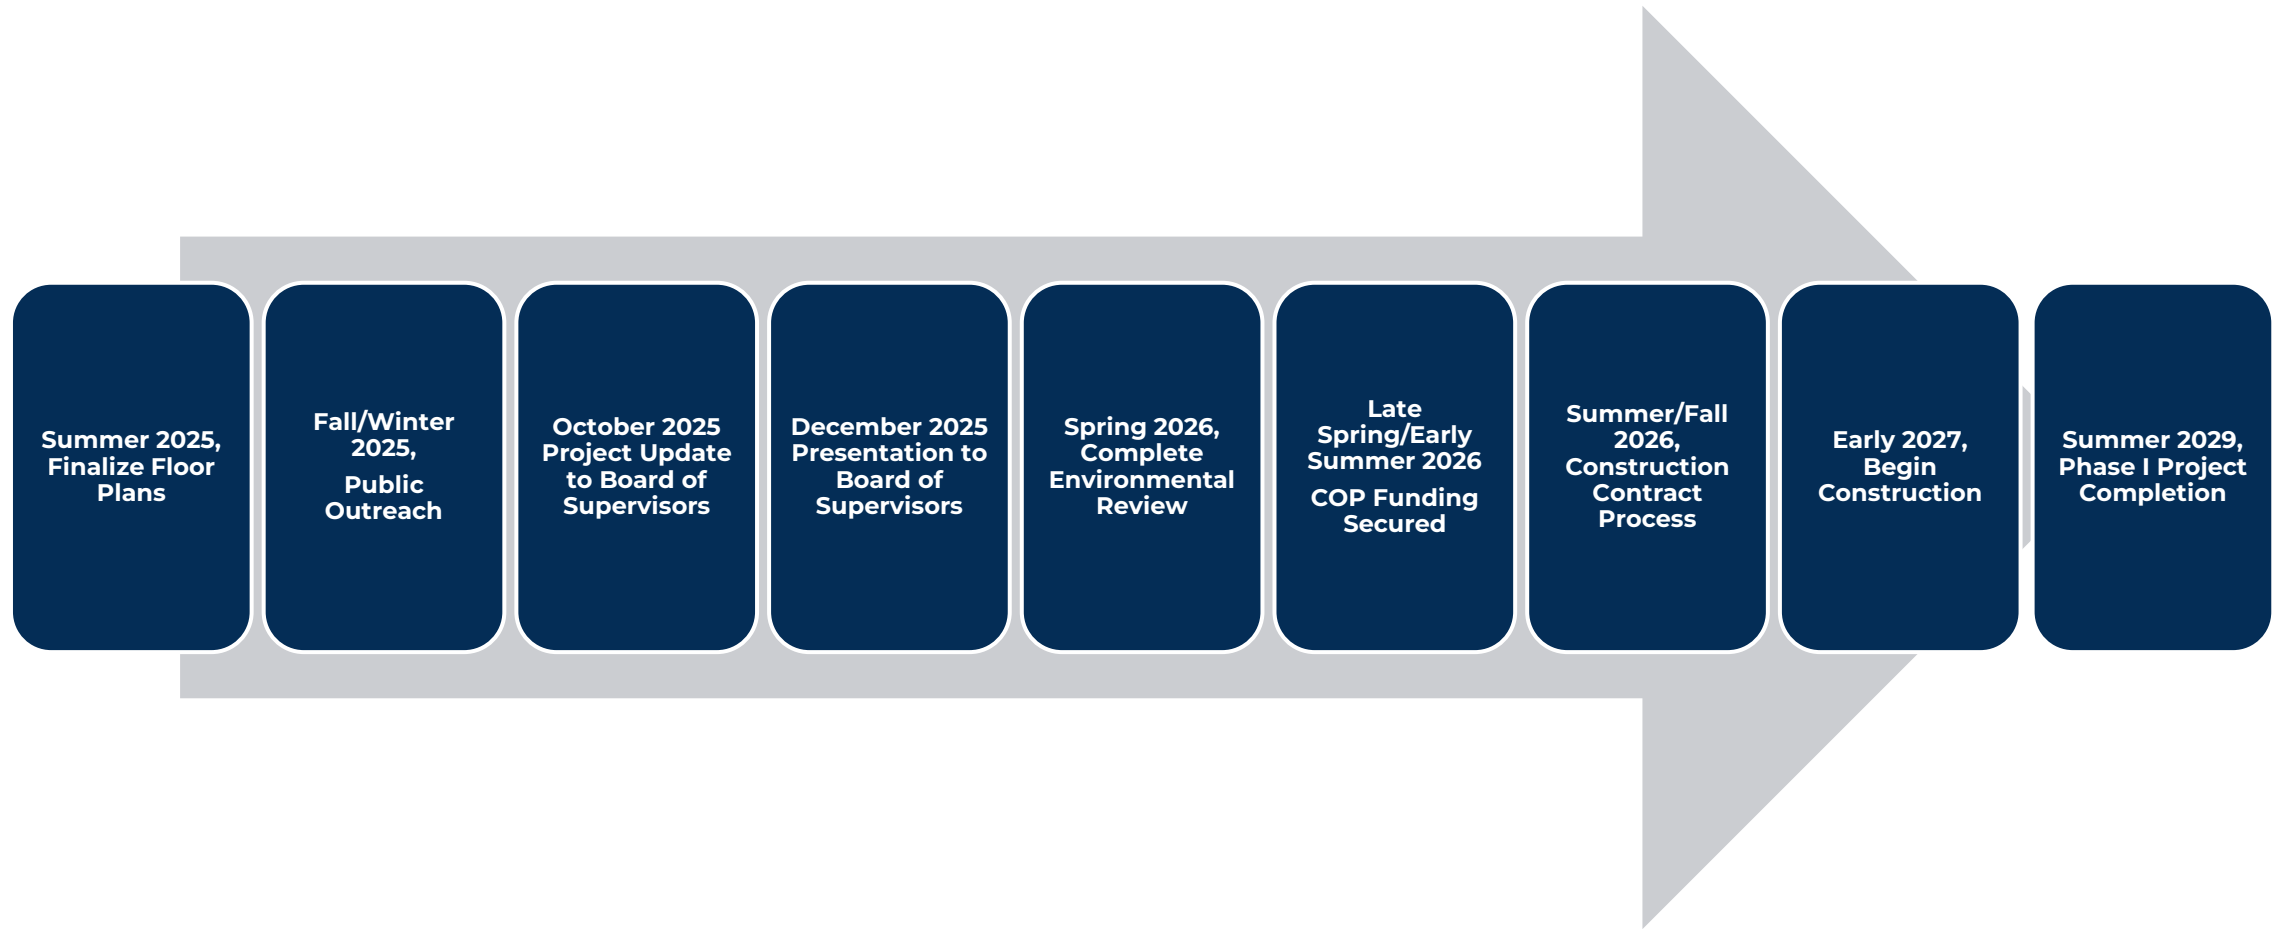 Summer 2025,
Finalize Floor
Plans
Fall/Winter
2025,
Public
Outreach
October 2025
Project Update
to Board of
Supervisors
December 2025
Presentation to
Board of
Supervisors
Spring 2026,
Complete
Environmental
Review
Late
Spring/Early
Summer 2026
COP Funding
Secured
Summer/Fall
2026,
Construction
Contract
Process
Early 2027,
Begin
Construction
Summer 2029,
Phase I Project
Completion